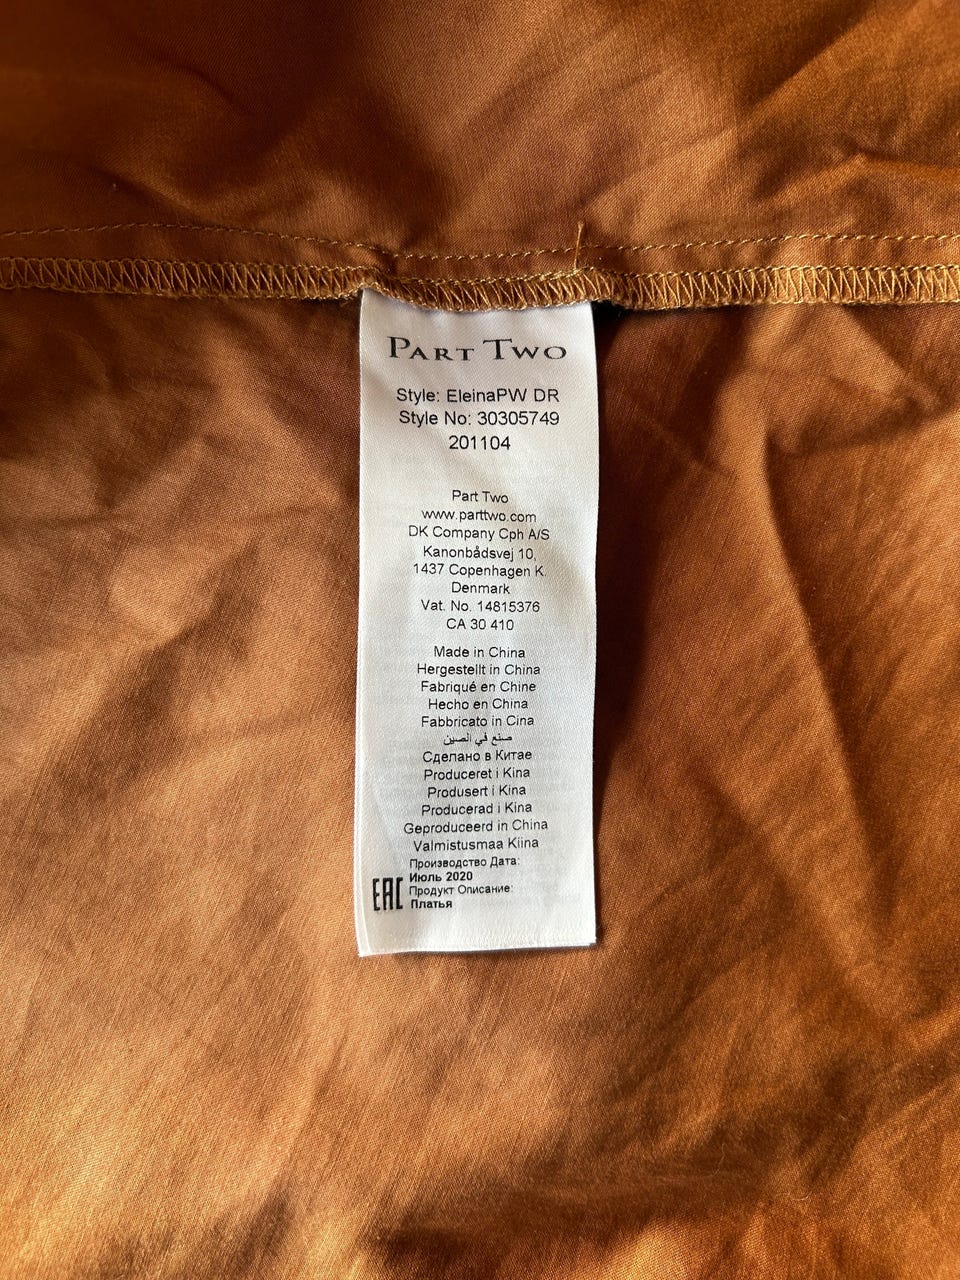 PART TWO
Style: EleinaPW DR
Style No: 30305749
201104
Part Two
www.parttwo.com
DK Company Cph A/S
Kanonbådsvej 10,
1437 Copenhagen K.
Denmark
Vat. No. 14815376
CA 30 410
Made in China
Hergestellt in China
Fabriqué en Chine
Hecho en China
Fabbricato in Cina
صنع في الصين
Сделано в Китае
Produceret i Kina
Produsert i Kina
Producerad i Kina
Geproduceerd in China
Valmistusmaa Kiina
Производство Дата:
Июль 2020
Продукт Описание:
Платья
EAC